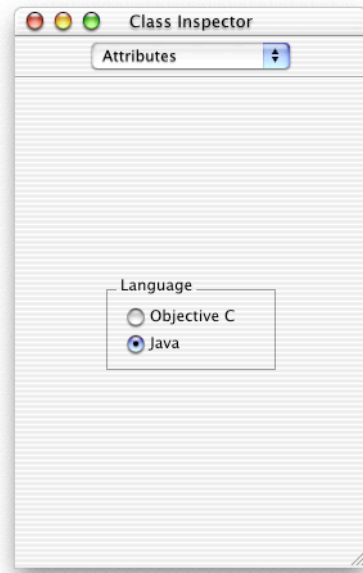 Class Inspector
Attributes
Language
Objective C
Java